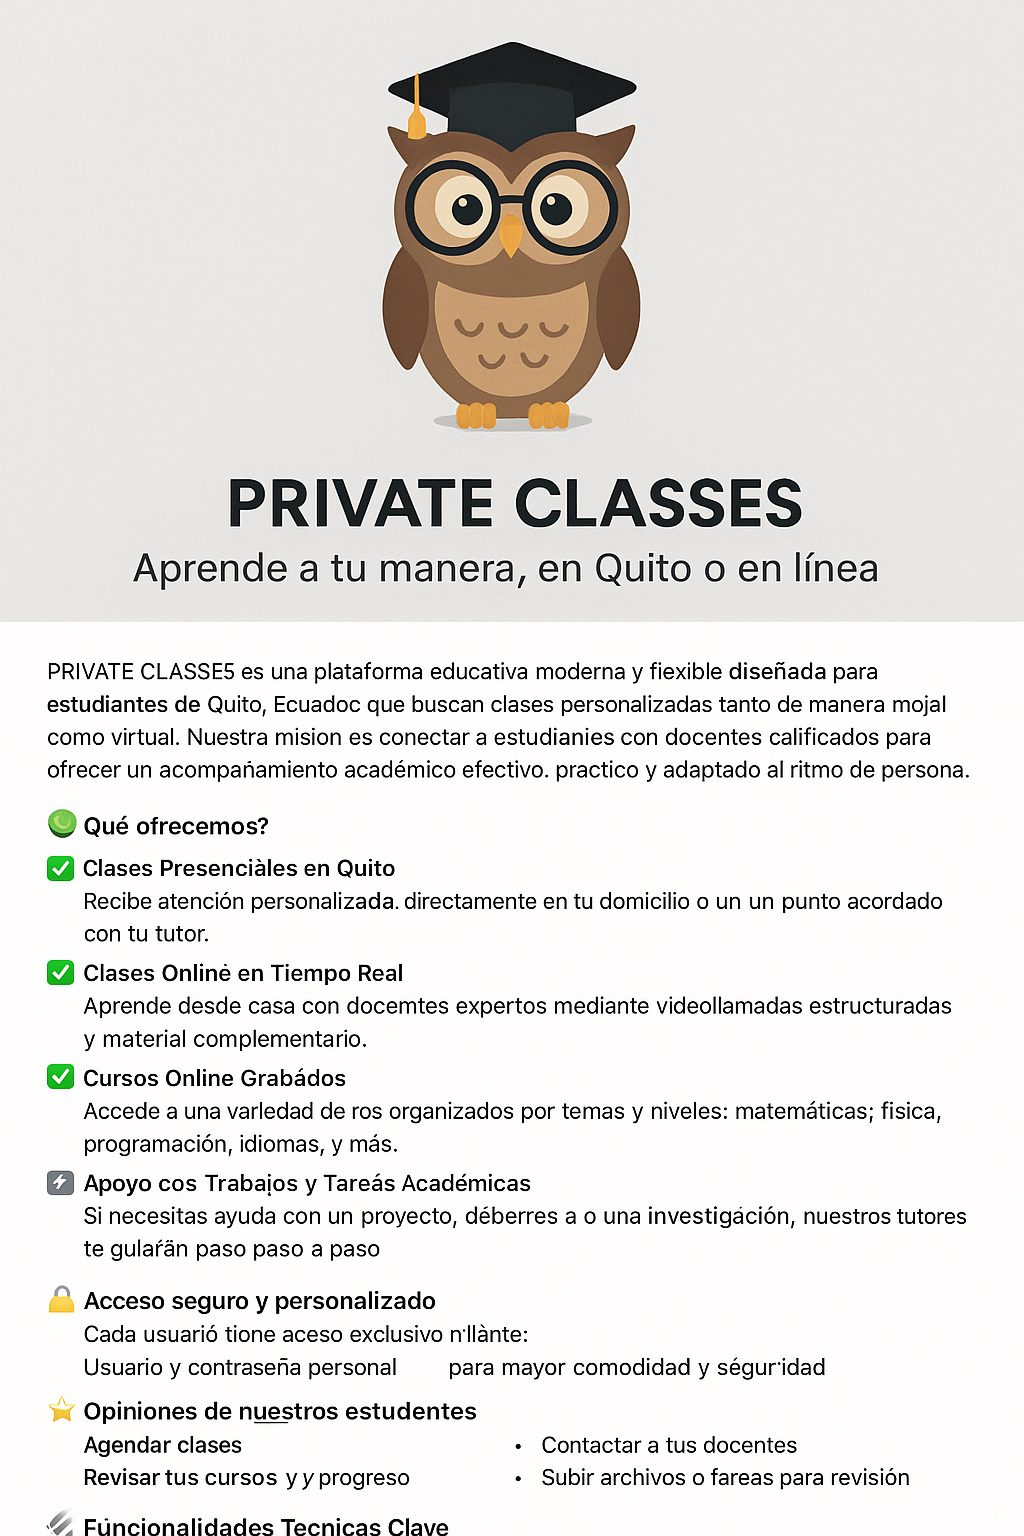 PRIVATE CLASSES
Aprende a tu manera, en Quito o en línea
PRIVATE CLASSE5 es una plataforma educativa moderna y fiexible diseñada para
estudiantes de Quito, Ecuadoc que buscan clases personalizadas tanto de manera mojal
como virtual. Nuestra mision es conectar a estudianies con docentes calificados para
ofrecer un acompañamiento académico efectivo. practico y adaptado al ritmo de persona.
Qué ofrecemos?
Clases Presenciàles en Quito
Recibe atención personalizada. directamente en tu domicilio o un un punto acordado
con tu tutor.
Clases Onlinė en Tiempo Real
Aprende desde casa con docemtes expertos mediante videollamadas estructuradas
y material complementario.
Cursos Online Grabádos
Accede a una varledad de ros organizados por temas y niveles: matemáticas; fisica,
programación, idiomas, y más.
Apoyo cos Trabajos y Tareás Académicas
Si necesitas ayuda con un proyecto, déberres a o una investigación, nuestros tutores
te gulaŕän paso paso a paso
Acceso seguro y personalizado
Cada usuarió tione aceso exclusivo n'llànte:
Usuario y contraseña personal para mayor comodidad y ségur'idad
Opiniones de nuestros estudentes
Agendar clases
• Contactar a tus docentes
Revisar tus cursos y y progreso
• Subir archivos o fareas para revisión
Fúncionalidades Tecnicas Clave